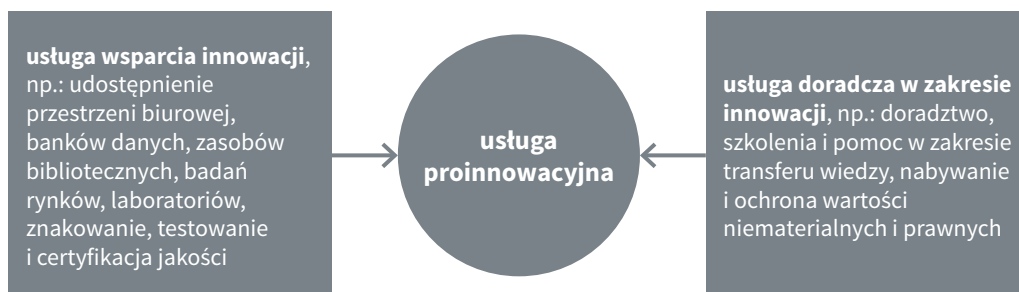 usługa wsparcia innowacji,
np.: udostępnienie
przestrzeni biurowej,
banków danych, zasobów
bibliotecznych, badań
rynków, laboratoriów,
znakowanie, testowanie
i certyfikacja jakości
usługa
proinnowacyjna
usługa doradcza w zakresie
innowacji, np.: doradztwo,
szkolenia i pomoc w zakresie
transferu wiedzy, nabywanie
i ochrona wartości
niematerialnych i prawnych